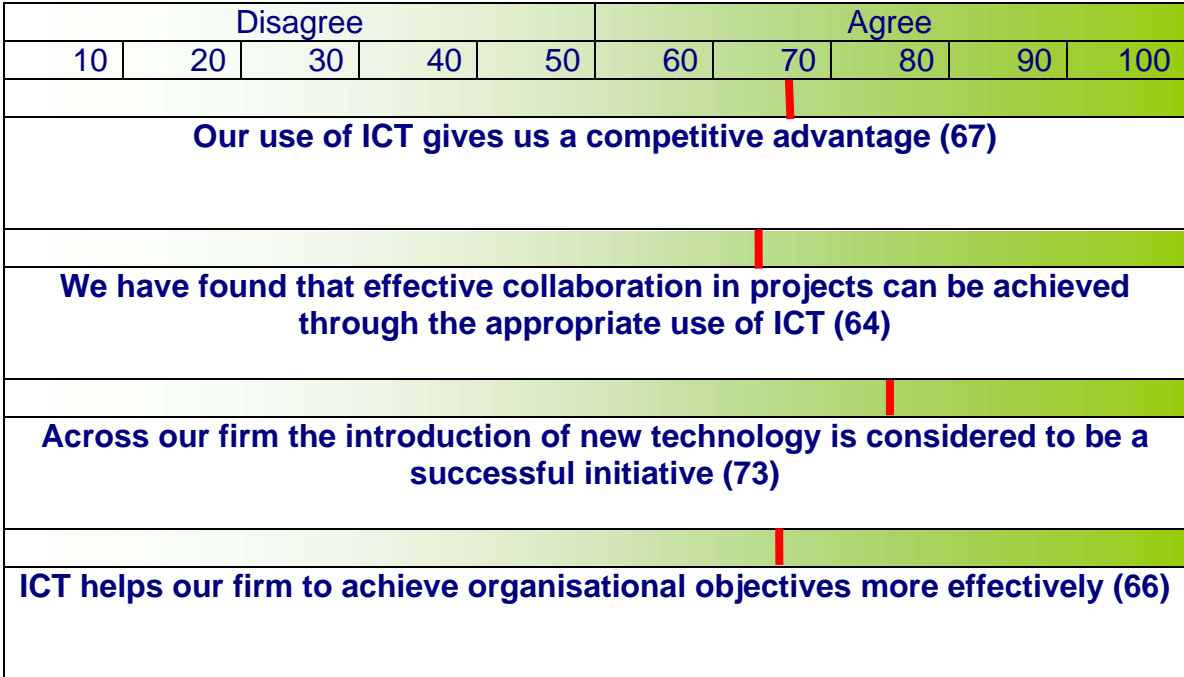 Disagree Agree
10 20 30 40 50 60 70 80 90 100
Our use of ICT gives us a competitive advantage (67)
We have found that effective collaboration in projects can be achieved
through the appropriate use of ICT (64)
Across our firm the introduction of new technology is considered to be a
successful initiative (73)
ICT helps our firm to achieve organisational objectives more effectively (66)